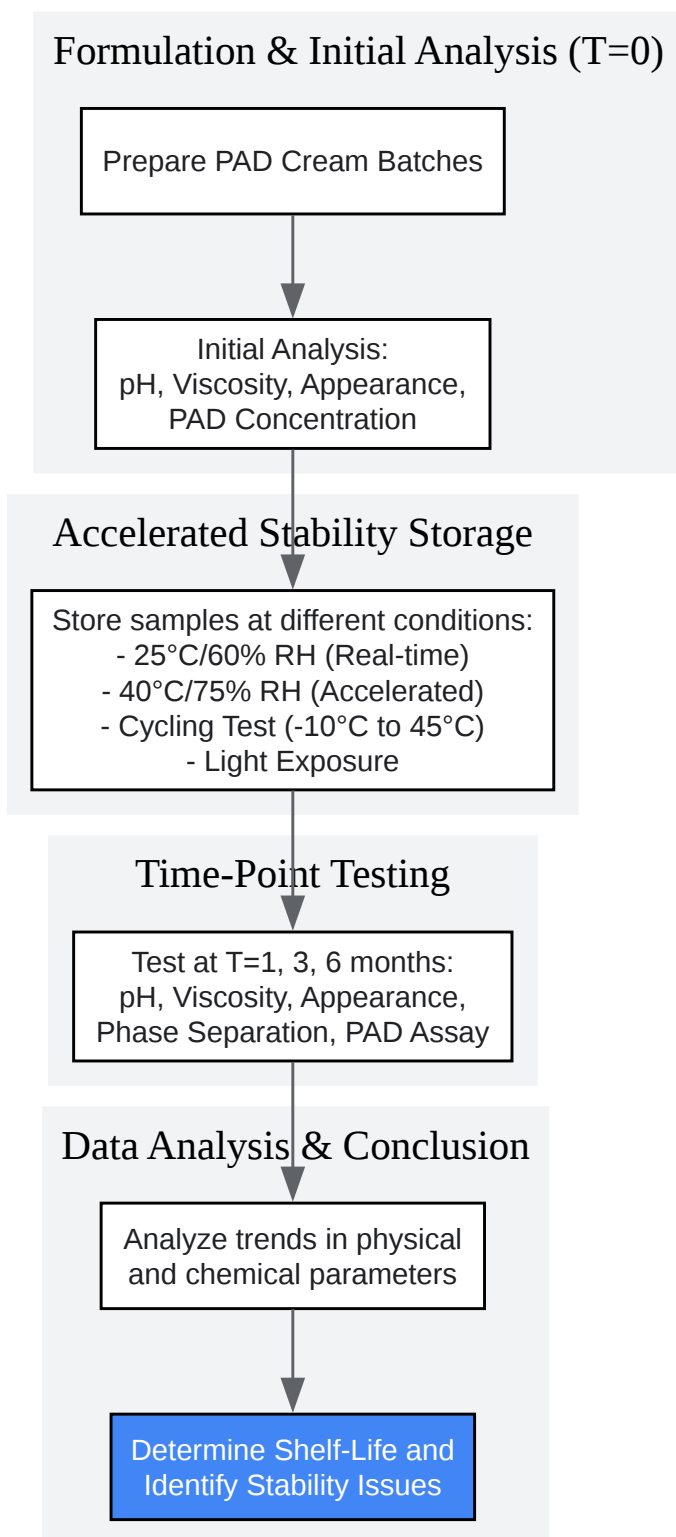 Formulation & Initial Analysis (T=0)
Prepare PAD Cream Batches
Initial Analysis:
pH, Viscosity, Appearance,
PAD Concentration
Accelerated Stability Storage
Store samples at different conditions:
- 25°C/60% RH (Real-time)
- 40°C/75% RH (Accelerated)
- Cycling Test (-10°C to 45°C)
- Light Exposure
Time-Point Testing
Test at T=1, 3, 6 months:
pH, Viscosity, Appearance,
Phase Separation, PAD Assay
Data Analysis & Conclusion
Analyze trends in physical
and chemical parameters
Determine Shelf-Life and
Identify Stability Issues